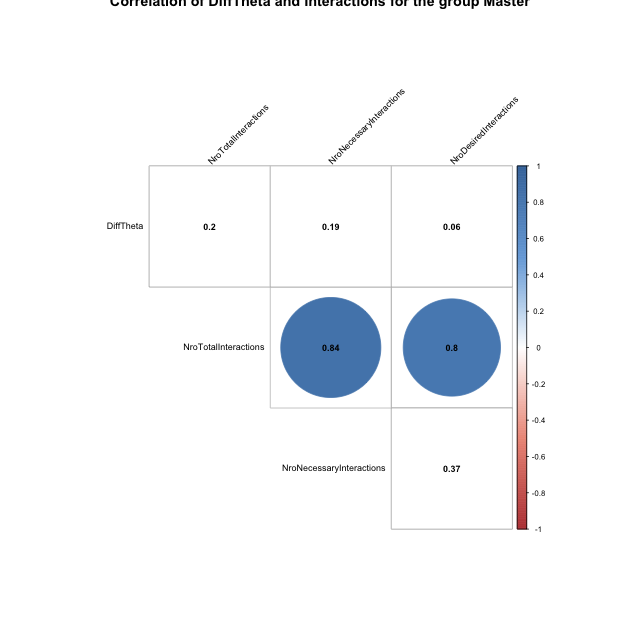 Correlation of DiffTheta and Interactions for the group Master
NroTotalInteractions
NroNecessaryInteractions
NroDesiredInteractions
DiffTheta 0.2 0.19 0.06
NroTotalInteractions 0.84 0.8
NroNecessaryInteractions 0.37
1
0.8
0.6
0.4
0.2
0
-0.2
-0.4
-0.6
-0.8
-1